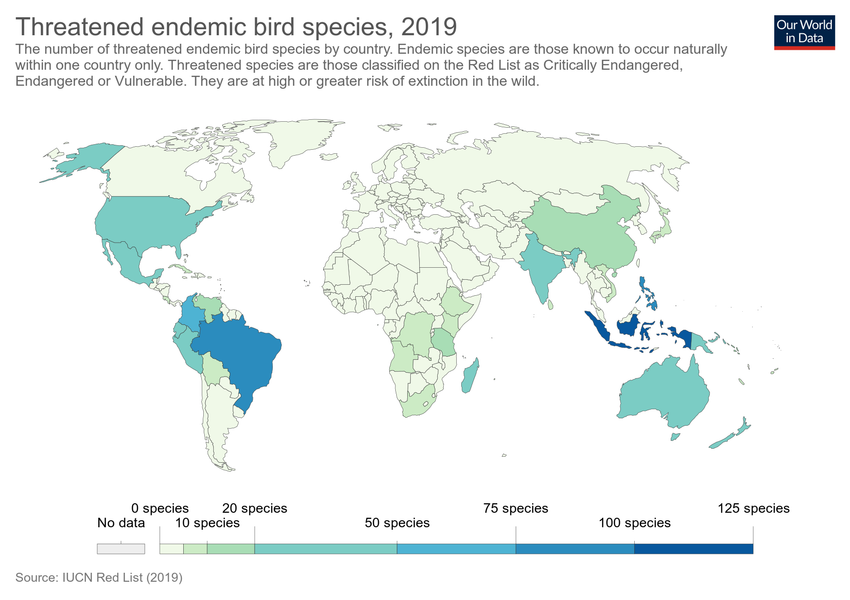 Threatened endemic bird species, 2019
Our World
in Data
The number of threatened endemic bird species by country. Endemic species are those known to occur naturally
within one country only. Threatened species are those classified on the Red List as Critically Endangered,
Endangered or Vulnerable. They are at high or greater risk of extinction in the wild.
0 species
20 species
75 species
125 species
No data
10 species
50 species
100 species
Source: IUCN Red List (2019)